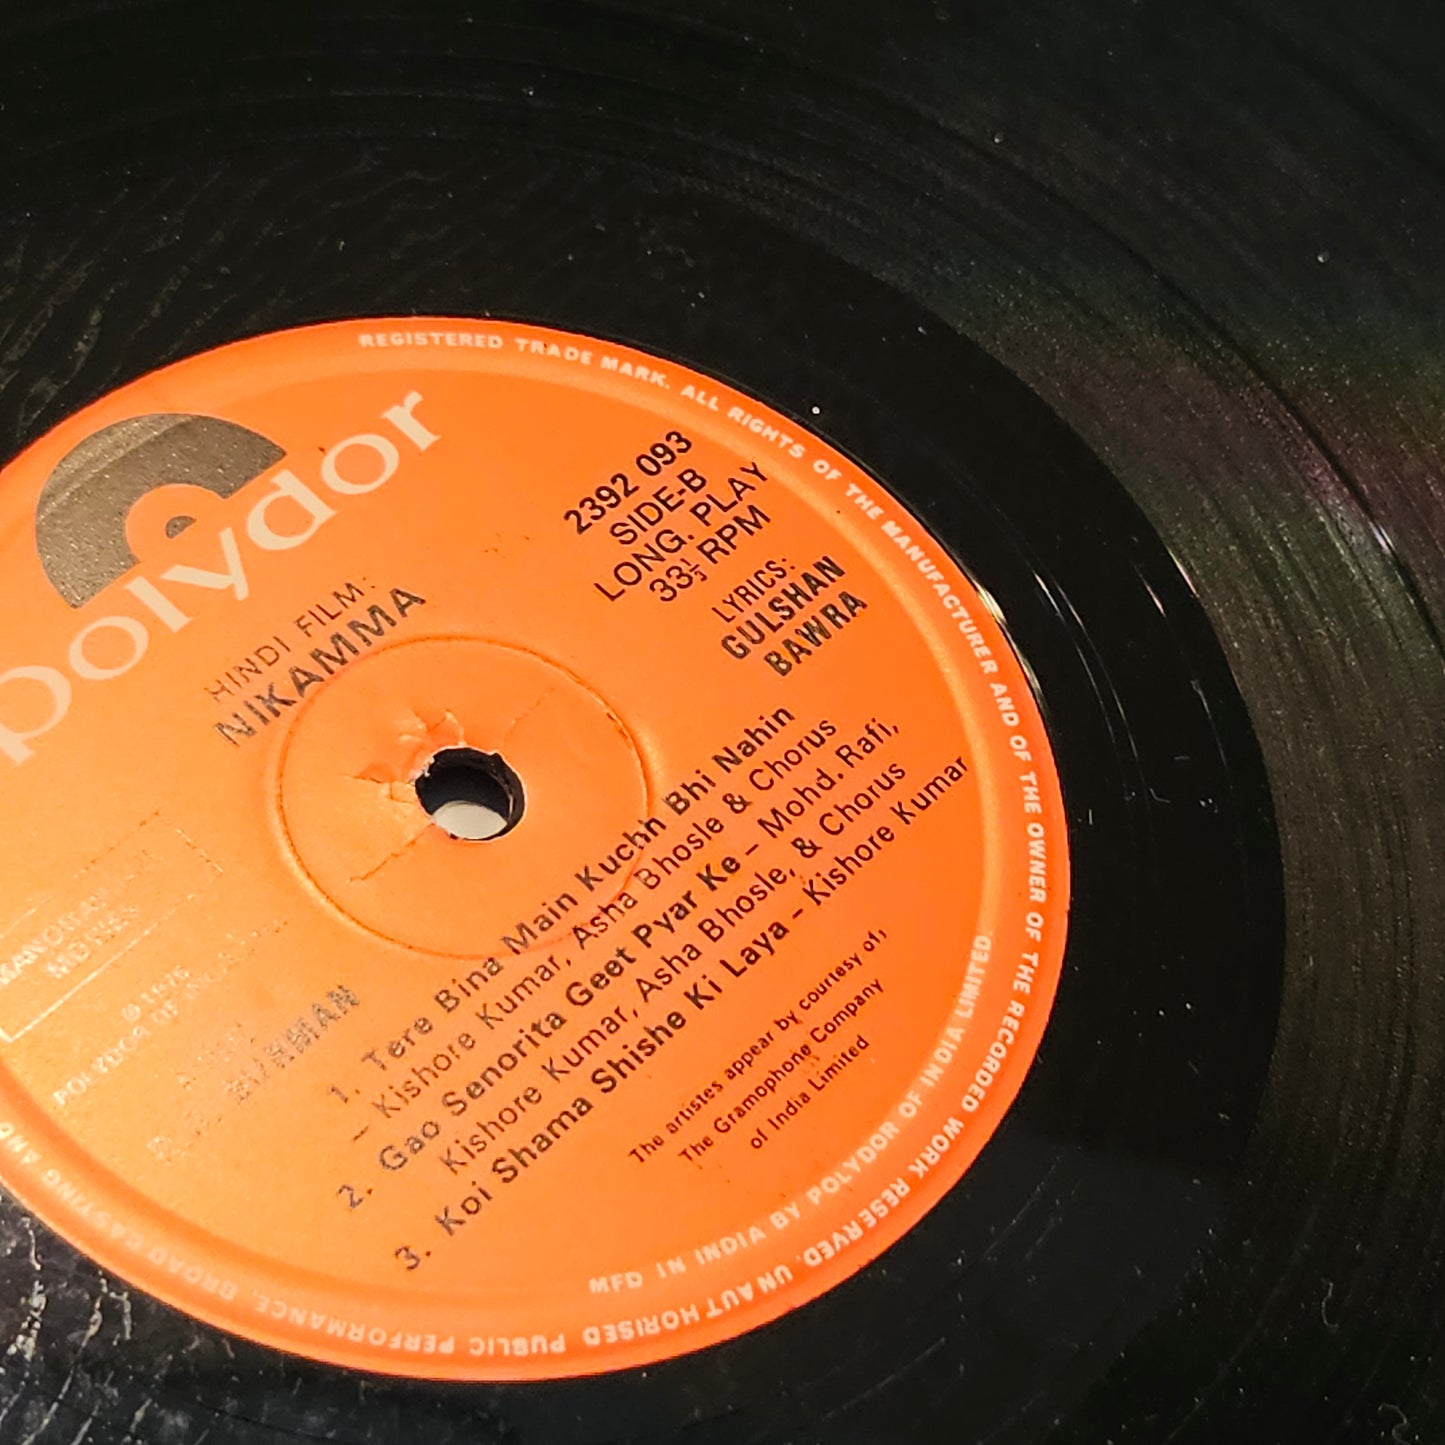 REGISTERED TRADE MARK. ALL RIGHTS OF THE MANUFACTURER AND OF THE OWNER OF THE RECORDED WORK RESERVED. UNAUTHORISED PUBLIC PERFORMANCE, BROADCASTING AND
polydor
HINDI FILM:
NIKAMMA
2392 093
SIDE-B
LONG. PLAY
33⅓ RPM
LYRICS:
GULSHAN
BAWRA
1. Tere Bina Main Kuchh Bhi Nahin
– Kishore Kumar, Asha Bhosle & Chorus
2. Gao Senorita Geet Pyar Ke – Mohd. Rafi,
Kishore Kumar, Asha Bhosle, & Chorus
3. Koi Shama Shishe Ki Laya – Kishore Kumar
The artistes appear by courtesy of,
The Gramophone Company
of India Limited
MFD IN INDIA BY POLYDOR OF INDIA LIMITED.